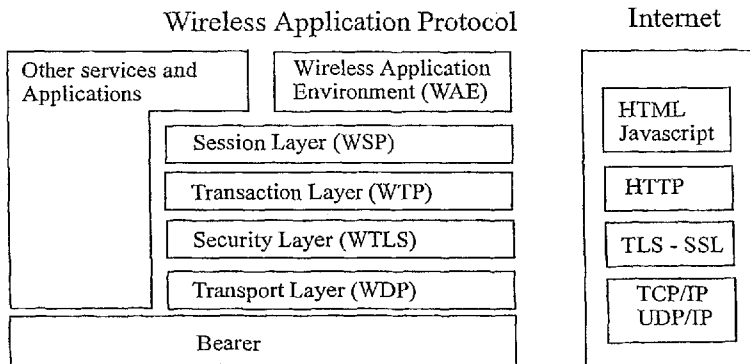 Wireless Application Protocol
Internet
Other services and
Applications
Wireless Application
Environment (WAE)
Session Layer (WSP)
Transaction Layer (WTP)
Security Layer (WTLS)
Transport Layer (WDP)
Bearer
HTML
Javascript
HTTP
TLS - SSL
TCP/IP
UDP/IP